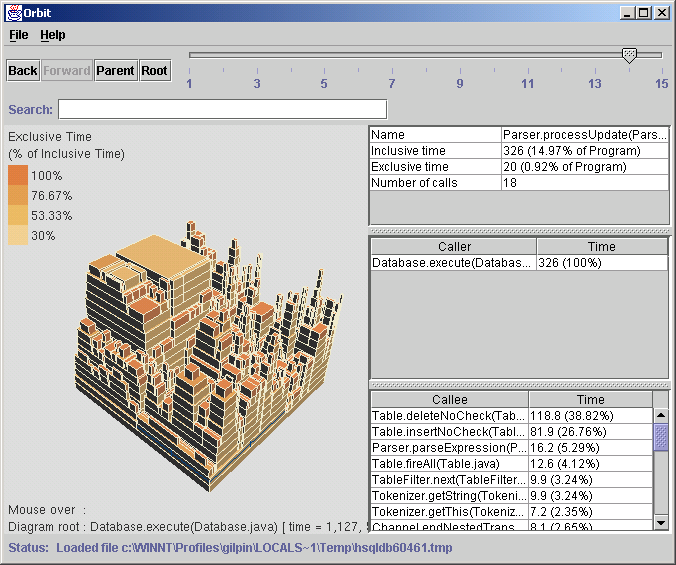 Orbit
File Help
Back Forward Parent Root
1 3 5 7 9 11 13 15
Search:
Exclusive Time
(% of Inclusive Time)
100%
76.67%
53.33%
30%
Name Parser.processUpdate(Pars...
Inclusive time 326 (14.97% of Program)
Exclusive time 20 (0.92% of Program)
Number of calls 18
Caller Time
Database.execute(Databas... 326 (100%)
Callee Time
Table.deleteNoCheck(Tab... 118.8 (38.82%)
Table.insertNoCheck(Tabl... 81.9 (26.76%)
Parser.parseExpression(P... 16.2 (5.29%)
Table.fireAll(Table.java) 12.6 (4.12%)
TableFilter.next(TableFilter... 9.9 (3.24%)
Tokenizer.getString(Tokeni... 9.9 (3.24%)
Tokenizer.getThis(Tokeniz... 7.2 (2.35%)
Channel.endNestedTrans... 8.1 (2.65%)
Mouse over :
Diagram root : Database.execute(Database.java) [ time = 1,127,
Status: Loaded file c:\WINNT\Profiles\gilpin\LOCALS~1\Temp\hsqldb60461.tmp